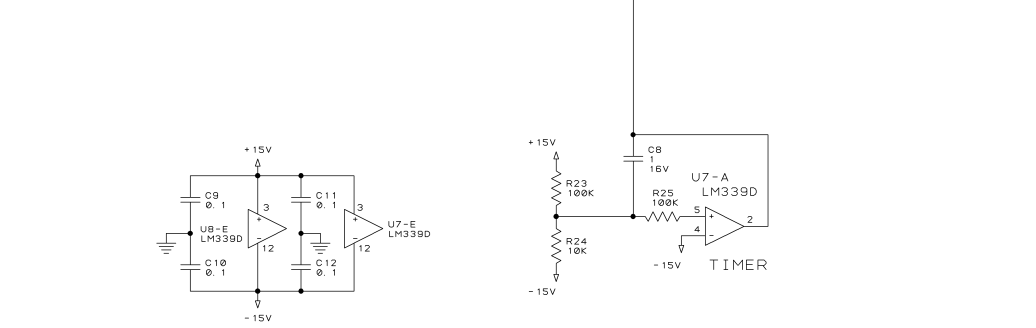 +15V
C9
0.1
3
+
-
U8-E
LM339D
12
C10
0.1
-15V
C11
0.1
3
+
-
U7-E
LM339D
12
C12
0.1
+15V
R23
100K
R24
10K
-15V
C8
1
16V
R25
100K
U7-A
LM339D
5
+
4
-
2
-15V
TIMER